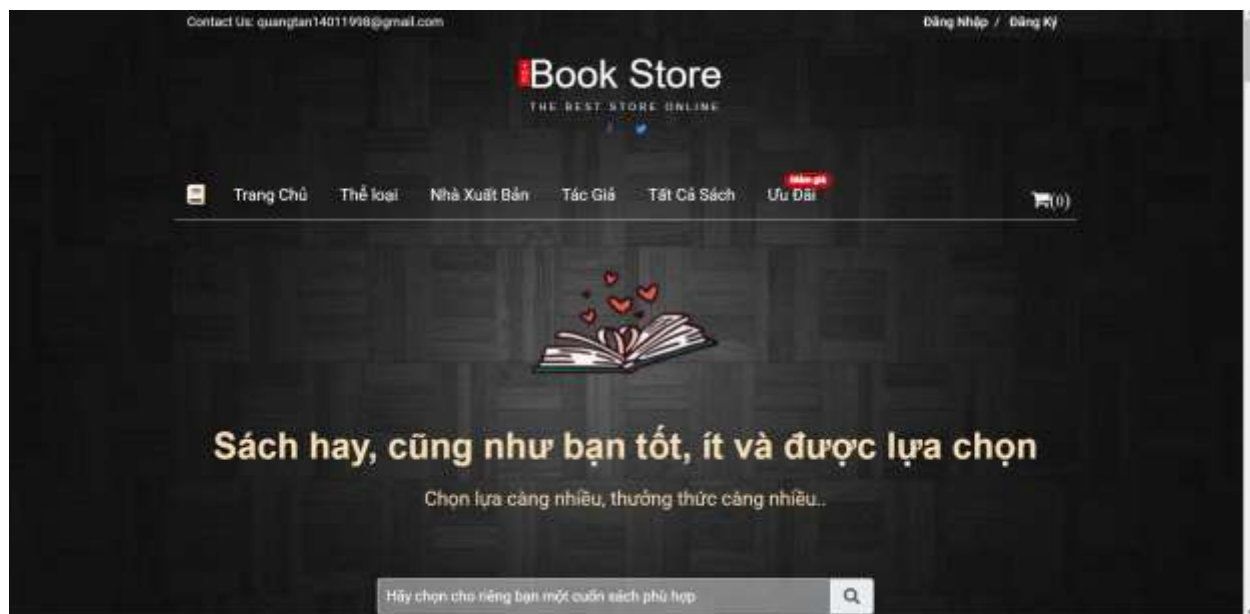 Contact Us: quangtan14011998@gmail.com
Đăng Nhập / Đăng Ký
Book Store
THE BEST STORE ONLINE
Trang Chủ Thể loại Nhà Xuất Bản Tác Giả Tất Cả Sách Ưu Đãi
Giảm giá
(0)
Sách hay, cũng như bạn tốt, ít và được lựa chọn
Chọn lựa càng nhiều, thưởng thức càng nhiều..
Hãy chọn cho riêng bạn một cuốn sách phù hợp